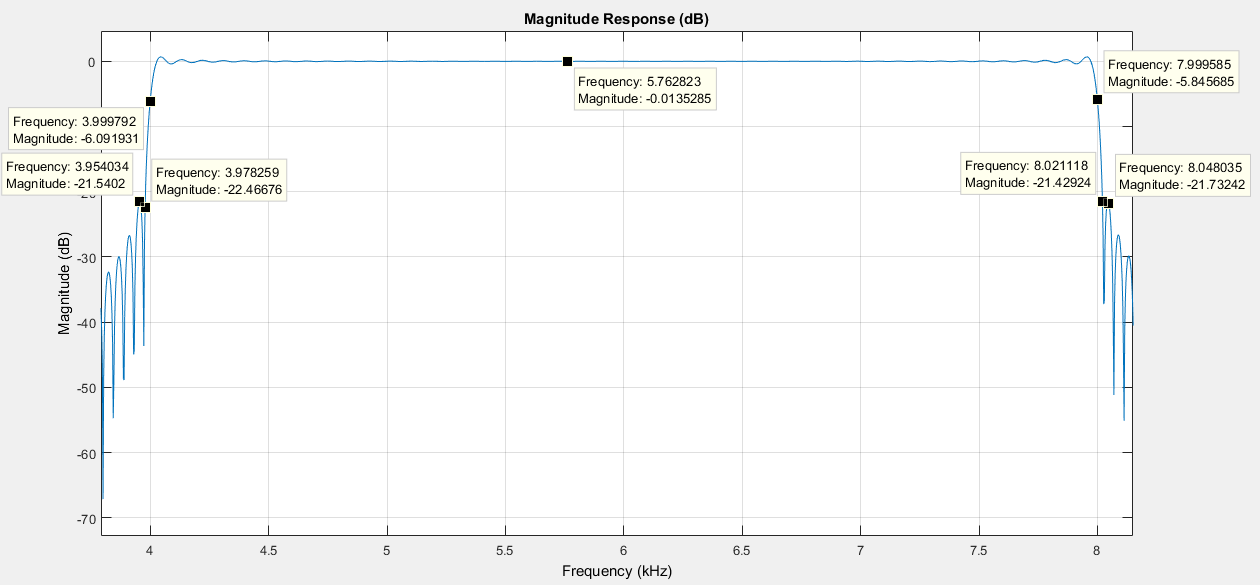 Magnitude Response (dB)
0
Frequency: 7.999585
Magnitude: -5.845685
Frequency: 5.762823
Magnitude: -0.0135285
Frequency: 3.999792
Magnitude: -6.091931
Frequency: 3.954034
Magnitude: -21.5402
Frequency: 3.978259
Magnitude: -22.46676
Frequency: 8.021118
Magnitude: -21.42924
Frequency: 8.048035
Magnitude: -21.73242
-30
-40
-50
-60
-70
Magnitude (dB)
4
4.5
5
5.5
6
6.5
7
7.5
8
Frequency (kHz)